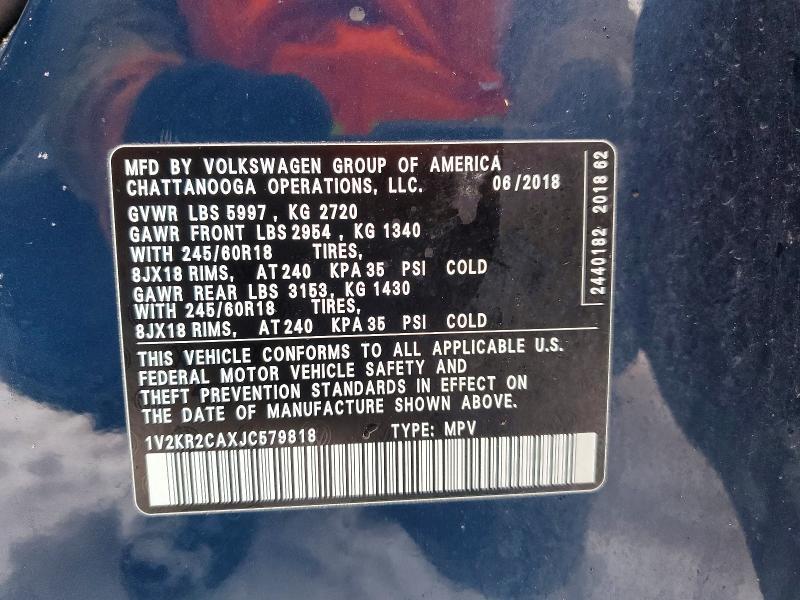 MFD BY VOLKSWAGEN GROUP OF AMERICA
CHATTANOOGA OPERATIONS, LLC. 06/2018
GVWR LBS 5997 , KG 2720
GAWR FRONT LBS 2954 , KG 1340
WITH 245/60R18 TIRES,
8JX18 RIMS, AT 240 KPA 35 PSI COLD
GAWR REAR LBS 3153, KG 1430
WITH 245/60R18 TIRES,
8JX18 RIMS, AT 240 KPA 35 PSI COLD
THIS VEHICLE CONFORMS TO ALL APPLICABLE U.S.
FEDERAL MOTOR VEHICLE SAFETY AND
THEFT PREVENTION STANDARDS IN EFFECT ON
THE DATE OF MANUFACTURE SHOWN ABOVE.
1V2KR2CAXJC579818 TYPE: MPV
2440182 2018 62